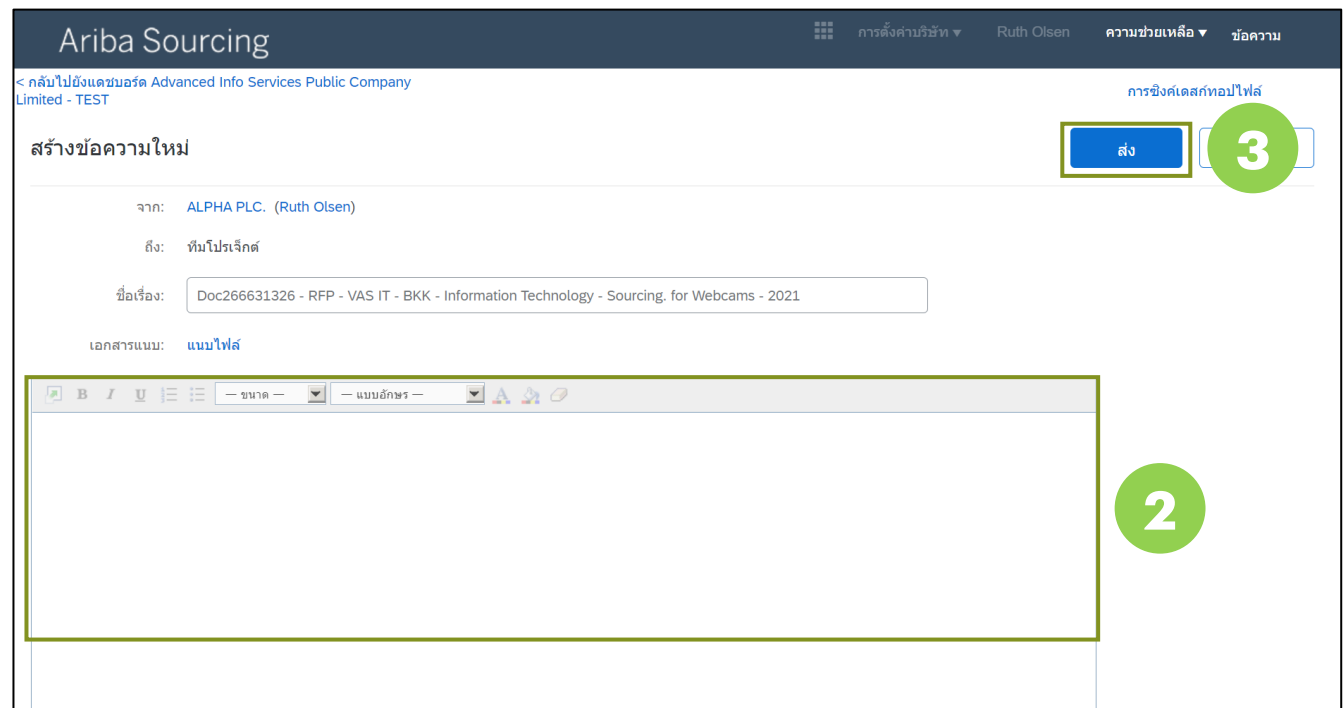 Ariba Sourcing
การตั้งค่าบริษัท ▾ Ruth Olsen ความช่วยเหลือ ▾ ข้อความ
< กลับไปยังแดชบอร์ด Advanced Info Services Public Company
Limited - TEST
การซิงค์เดสก์ทอปไฟล์
สร้างข้อความใหม่
ส่ง
3
จาก: ALPHA PLC. (Ruth Olsen)
ถึง: ทีมโปรเจ็กต์
ชื่อเรื่อง: Doc266631326 - RFP - VAS IT - BKK - Information Technology - Sourcing. for Webcams - 2021
เอกสารแนบ: แนบไฟล์
B I U — ขนาด — — แบบอักษร — A
2